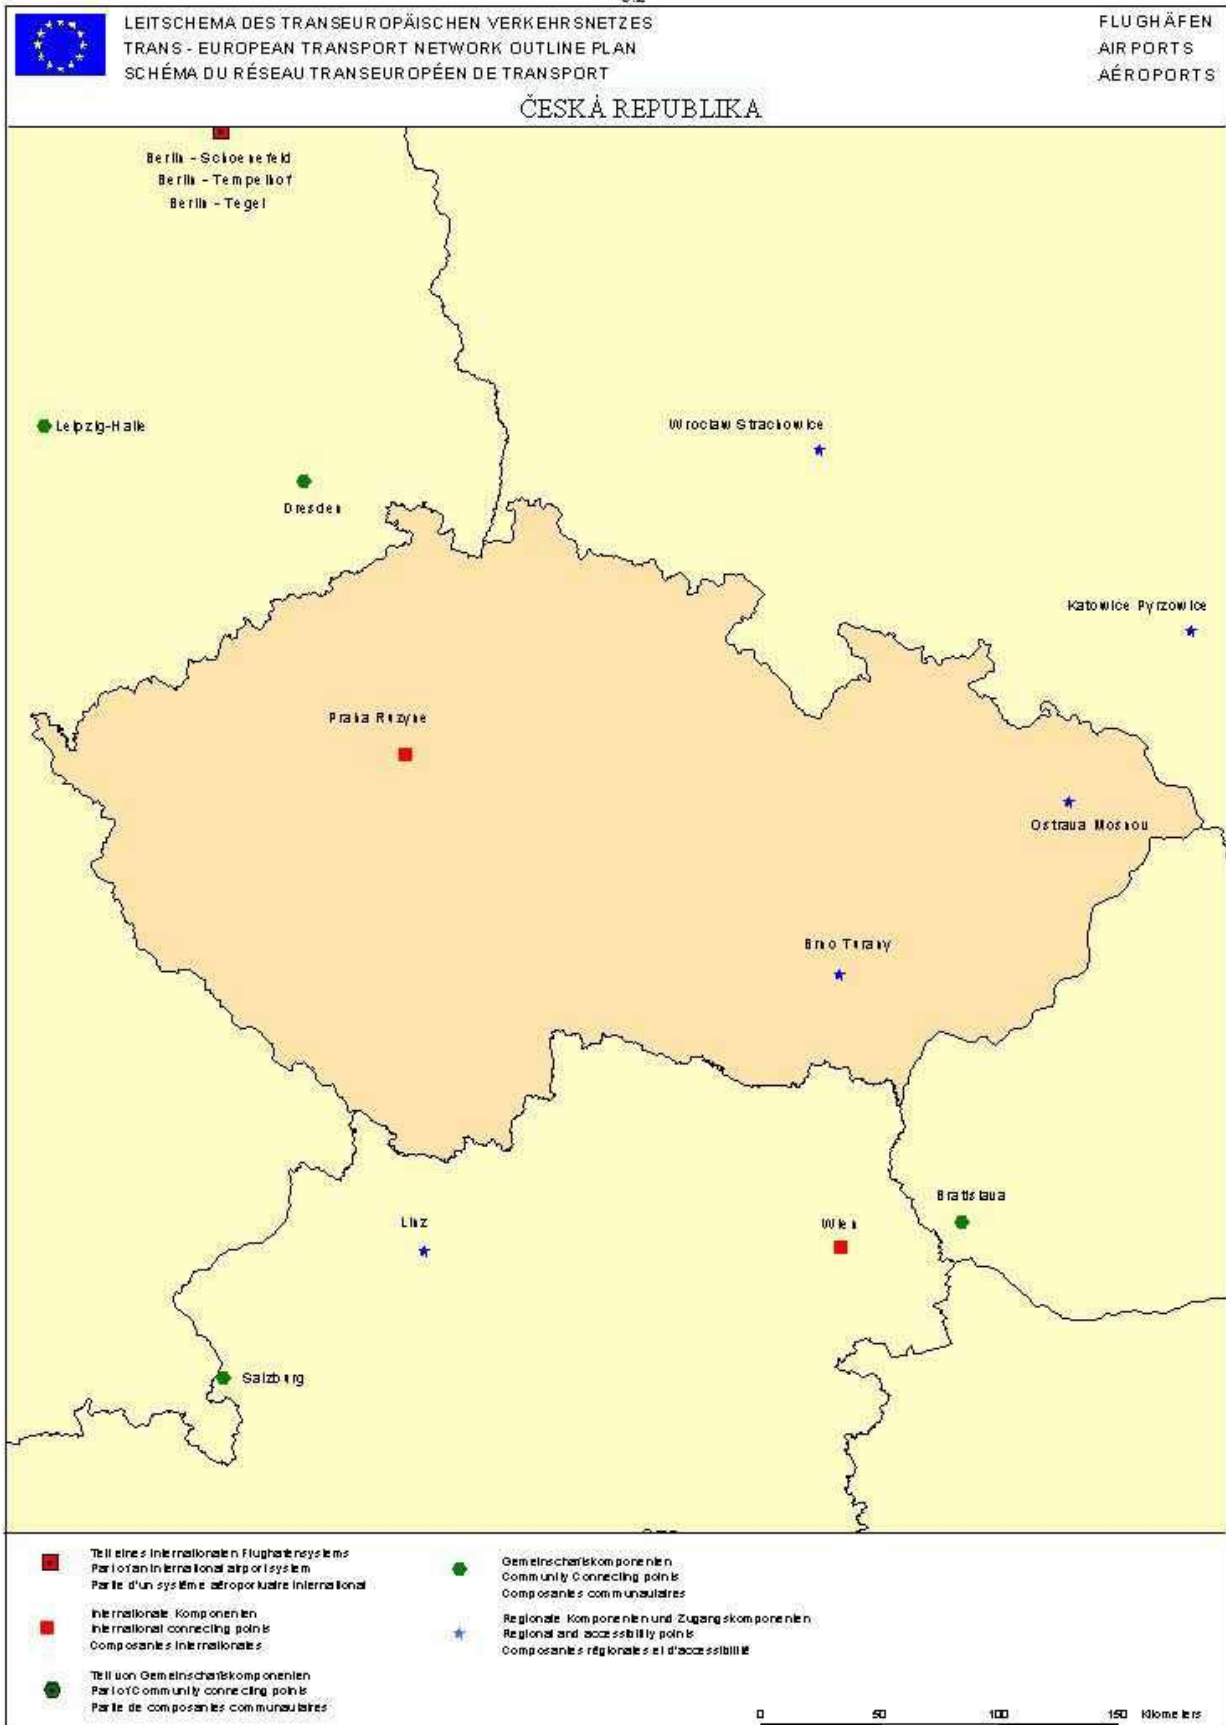 LEITSCHEMA DES TRANSEUROPÄISCHEN VERKEHRSNETZES
TRANS - EUROPEAN TRANSPORT NETWORK OUTLINE PLAN
SCHÉMA DU RÉSEAU TRANSEUROPÉEN DE TRANSPORT
FLUGHÄFEN
AIRPORTS
AÉROPORTS
ČESKÁ REPUBLIKA
Berlin - Schoenefeld
Berlin - Tempelhof
Berlin - Tegel
Leipzig-Halle
Wroclaw Strachowice
Dresden
Katowice Pyrzowice
Praha Ruzyne
Ostrava Mosnov
Brno Turany
Bratislava
Linz
Wien
Salzburg
Teil eines Internationalen Flughafensystems
Part of an International airport system
Partie d'un système aéroportuaire international
Internationale Komponenten
International connecting points
Composantes internationales
Teil von Gemeinschaftskomponenten
Part of Community connecting points
Partie de composantes communautaires
Gemeinschaftskomponenten
Community Connecting points
Composantes communautaires
Regionale Komponenten und Zugangskomponenten
Regional and accessibility points
Composantes régionales et d'accessibilité
0 50 100 150 Kilometers